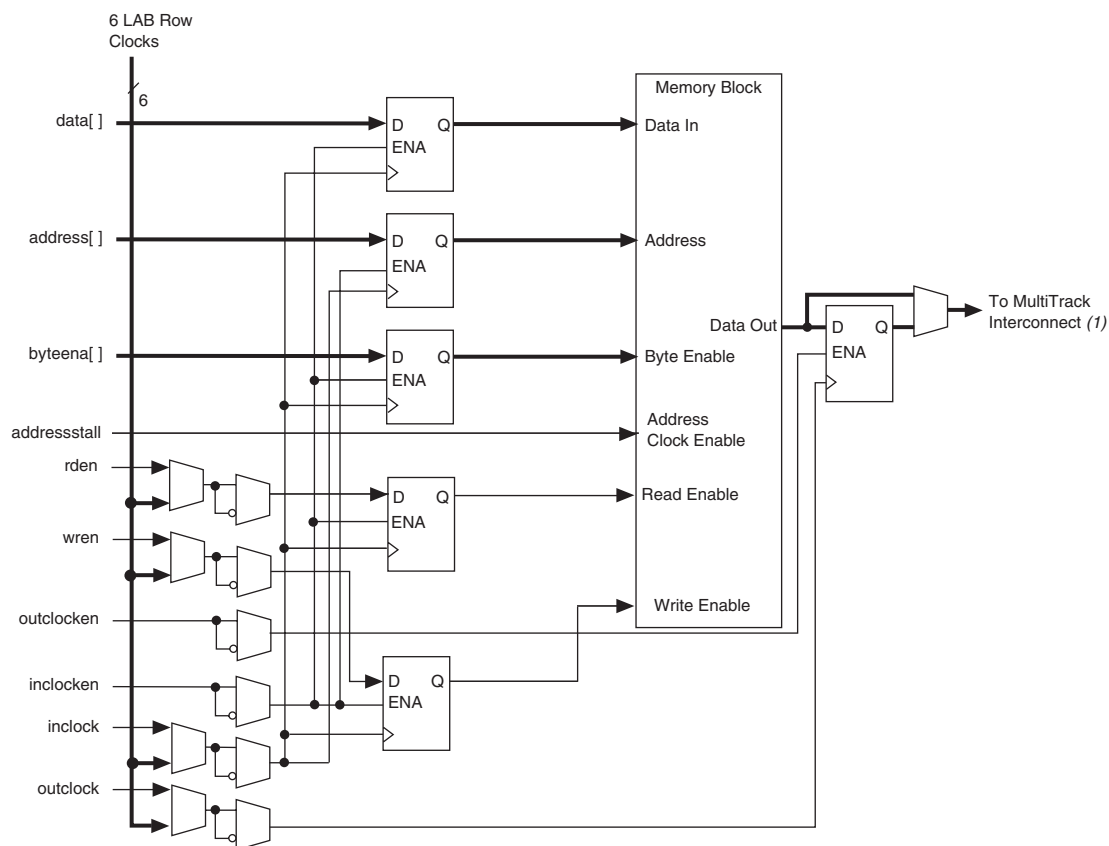 6 LAB Row
Clocks
6
data[ ]
address[ ]
byteena[ ]
addressstall
rden
wren
outclocken
inclocken
inclock
outclock
D Q
ENA
D Q
ENA
D Q
ENA
D Q
ENA
D Q
ENA
Memory Block
Data In
Address
Data Out
Byte Enable
Address
Clock Enable
Read Enable
Write Enable
D Q
ENA
To MultiTrack
Interconnect (1)